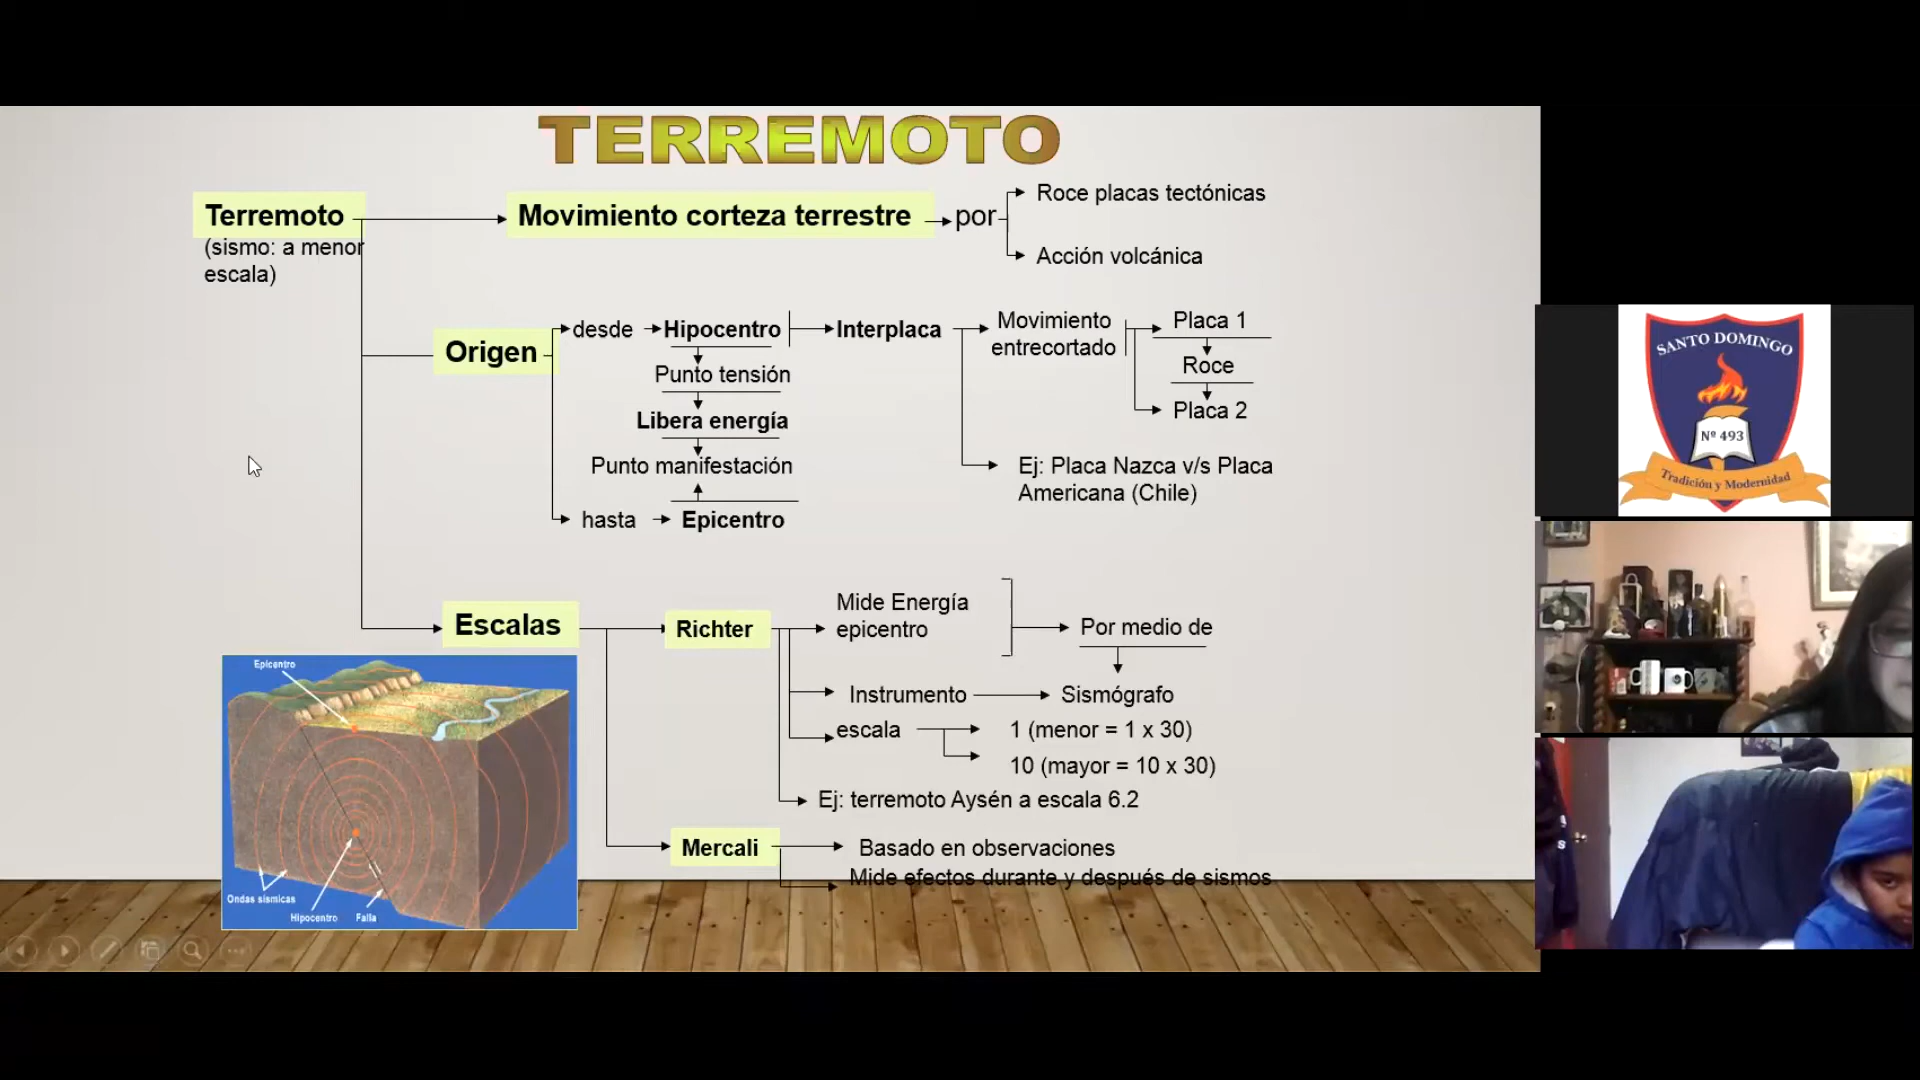 TERREMOTO
Terremoto
(sismo: a menor
escala)
Movimiento corteza terrestre
por
Roce placas tectónicas
Acción volcánica
Origen
desde
Hipocentro
Punto tensión
Libera energía
Punto manifestación
hasta
Epicentro
Interplaca
Movimiento
entrecortado
Placa 1
Roce
Placa 2
Ej: Placa Nazca v/s Placa
Americana (Chile)
Escalas
Richter
Mide Energía
epicentro
Por medio de
Instrumento
Sismógrafo
escala
1 (menor = 1 x 30)
10 (mayor = 10 x 30)
Ej: terremoto Aysén a escala 6.2
Mercali
Basado en observaciones
Mide efectos durante y después de sismos
Epicentro
Ondas sísmicas
Hipocentro
Falla
SANTO DOMINGO
Nº 493
Tradición y Modernidad